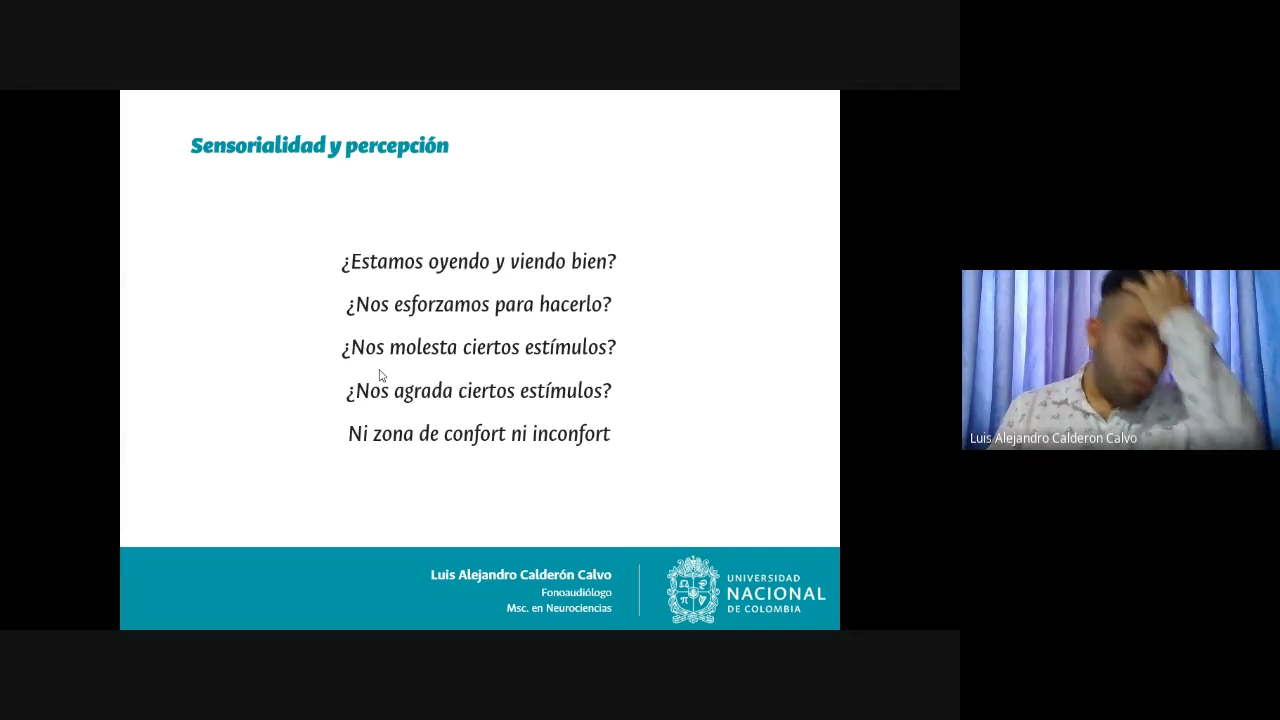 Sensorialidad y percepción
¿Estamos oyendo y viendo bien?
¿Nos esforzamos para hacerlo?
¿Nos molesta ciertos estímulos?
¿Nos agrada ciertos estímulos?
Ni zona de confort ni inconfort
Luis Alejandro Calderón Calvo
Fonoaudiólogo
Msc. en Neurociencias
UNIVERSIDAD
NACIONAL
DE COLOMBIA
Luis Alejandro Calderon Calvo